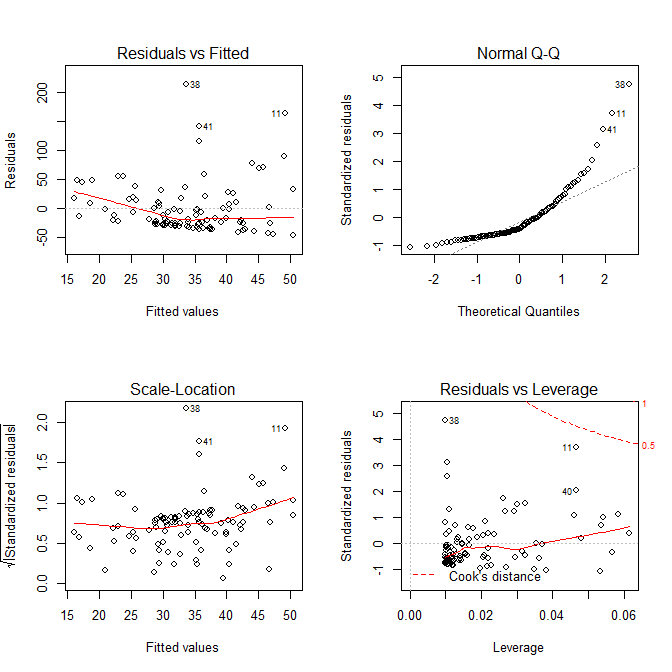 Residuals vs Fitted
Residuals
200
100
50
0
50
38
41
11
15 20 25 30 35 40 45 50
Fitted values
Normal Q-Q
Standardized residuals
5
4
3
2
1
0
-1
38
11
41
-2 -1 0 1 2
Theoretical Quantiles
Scale-Location
√|Standardized residuals|
2.0
1.5
1.0
0.5
0.0
38
41
11
15 20 25 30 35 40 45 50
Fitted values
Residuals vs Leverage
Standardized residuals
5
4
3
2
1
0
-1
38
11
40
1
0.5
Cook's distance
0.00 0.02 0.04 0.06
Leverage